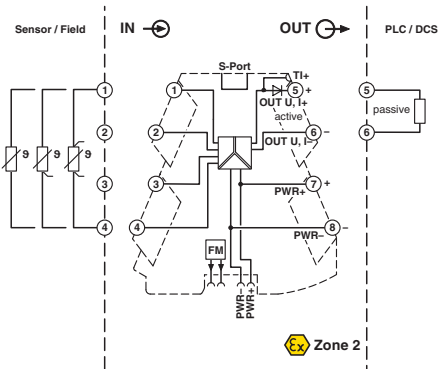 Sensor / Field
IN
OUT
PLC / DCS
S-Port
TI+
1
1
5
+
5
OUT U, I+
active
passive
2
2
6
–
6
OUT U, I–
ϑ
ϑ
ϑ
3
3
7
+
PWR+
4
4
8
–
PWR–
FM
PWR–
PWR+
Ex
Zone 2